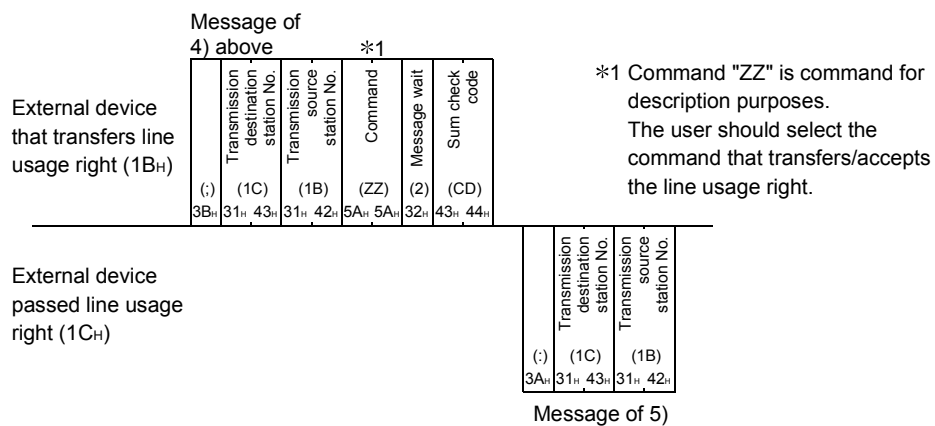 Message of
4) above
*1
External device
that transfers line
usage right (1BH)
(;)
3BH
Transmission
destination
station No.
(1C)
31H 43H
Transmission
source
station No.
(1B)
31H 42H
Command
(ZZ)
5AH 5AH
Message wait
(2)
32H
Sum check
code
(CD)
43H 44H
*1 Command "ZZ" is command for
description purposes.
The user should select the
command that transfers/accepts
the line usage right.
External device
passed line usage
right (1CH)
(:)
3AH
Transmission
destination
station No.
(1C)
31H 43H
Transmission
source
station No.
(1B)
31H 42H
Message of 5)